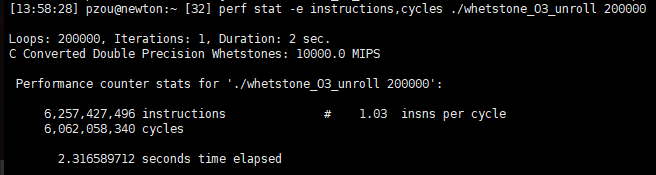 [13:58:28] pzou@newton:~ [32] perf stat -e instructions,cycles ./whetstone_O3_unroll 200000
Loops: 200000, Iterations: 1, Duration: 2 sec.
C Converted Double Precision Whetstones: 10000.0 MIPS
Performance counter stats for './whetstone_O3_unroll 200000':
6,257,427,496 instructions # 1.03 insns per cycle
6,062,058,340 cycles
2.316589712 seconds time elapsed